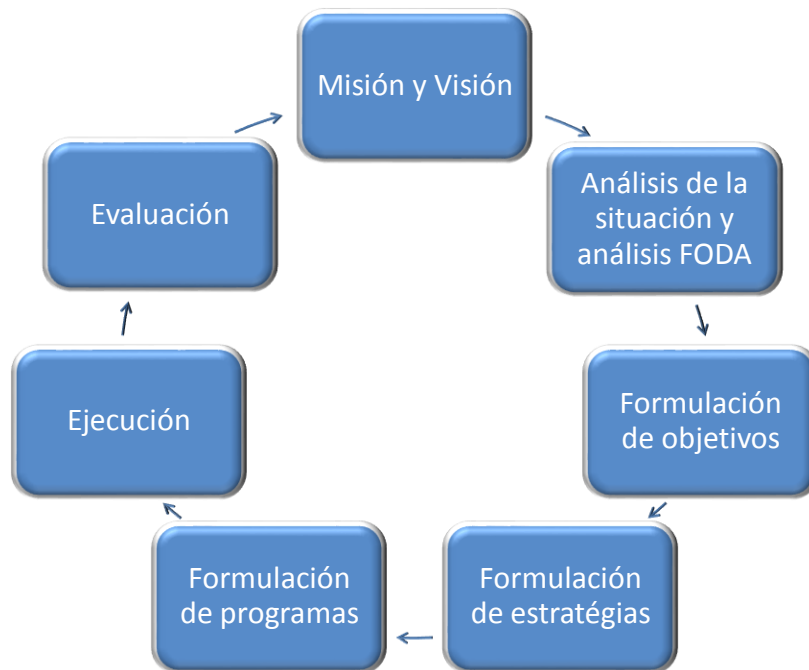 Misión y Visión
Análisis de la
situación y
análisis FODA
Formulación
de objetivos
Formulación
de estratégias
Formulación
de programas
Ejecución
Evaluación